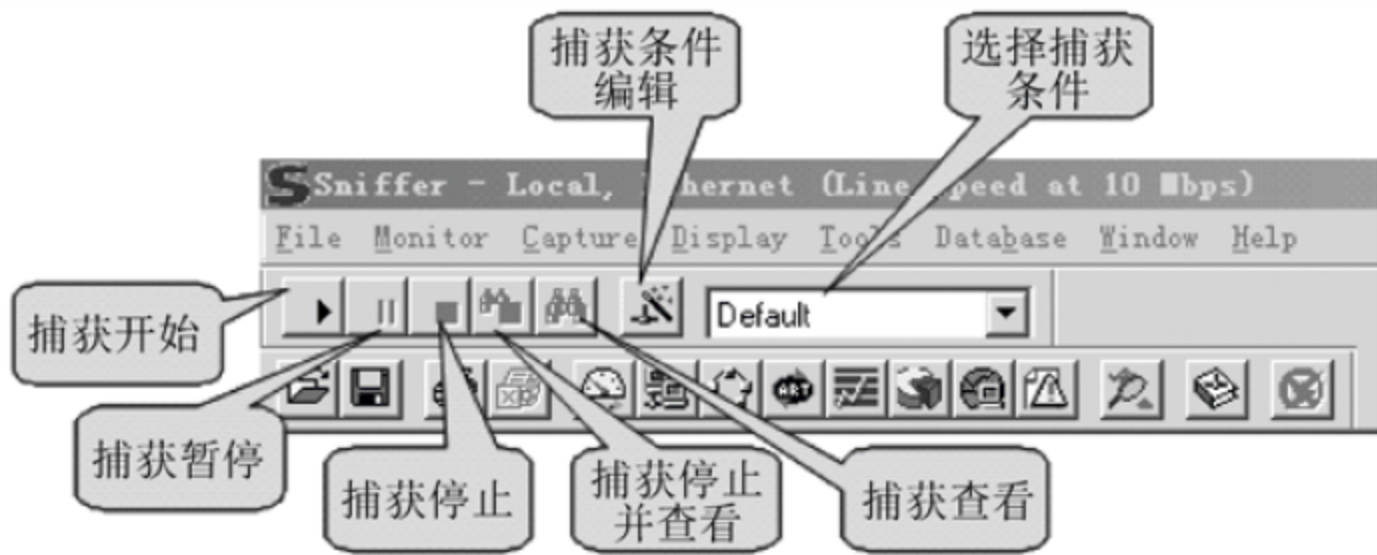 捕获条件
编辑
选择捕获
条件
Sniffer - Local, hernet (Line peed at 10 Mbps)
File Monitor Capture Display Tools Database Window Help
捕获开始
Default
ART
捕获暂停
捕获停止
捕获停止
并查看
捕获查看